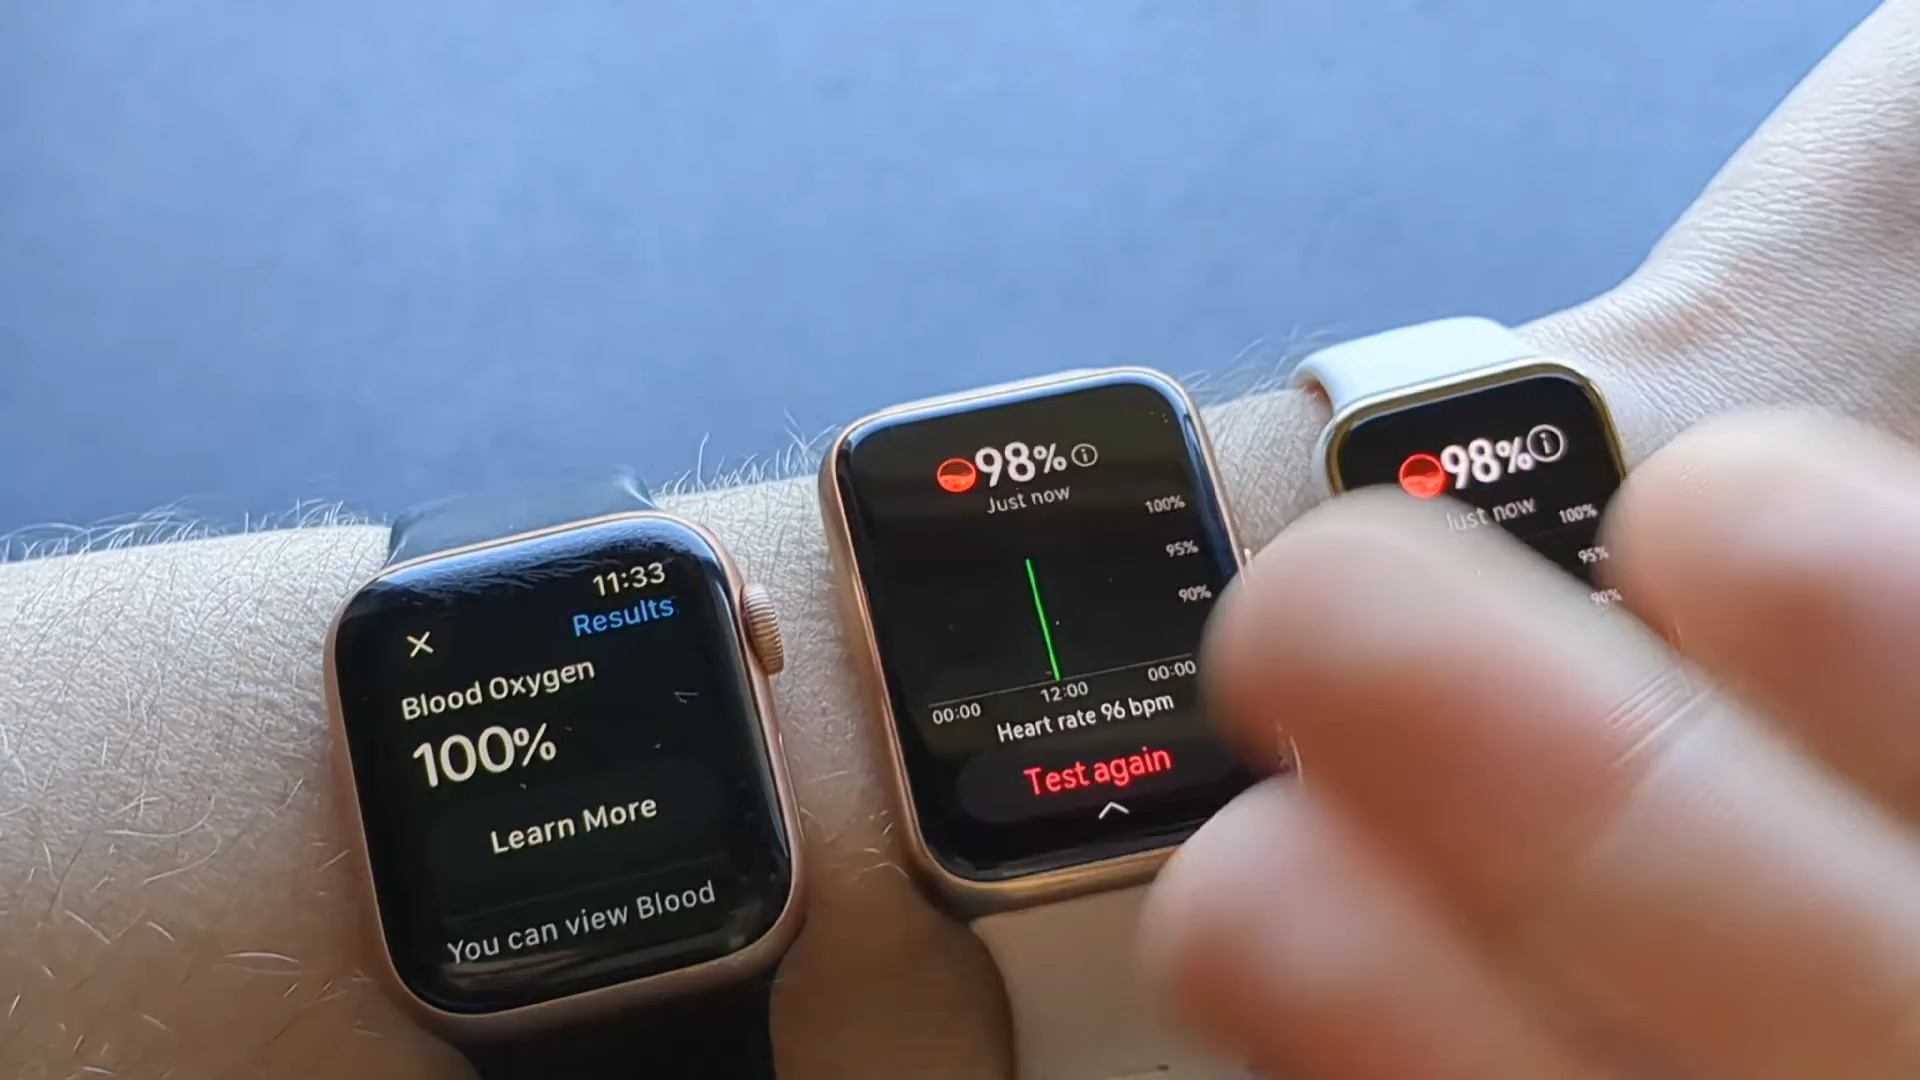 11:33
Results
Blood Oxygen
100%
Learn More
You can view Blood
98%
Just now
100%
95%
90%
00:00
12:00
00:00
Heart rate 96 bpm
Test again
98%
Just now
100%
95%
90%